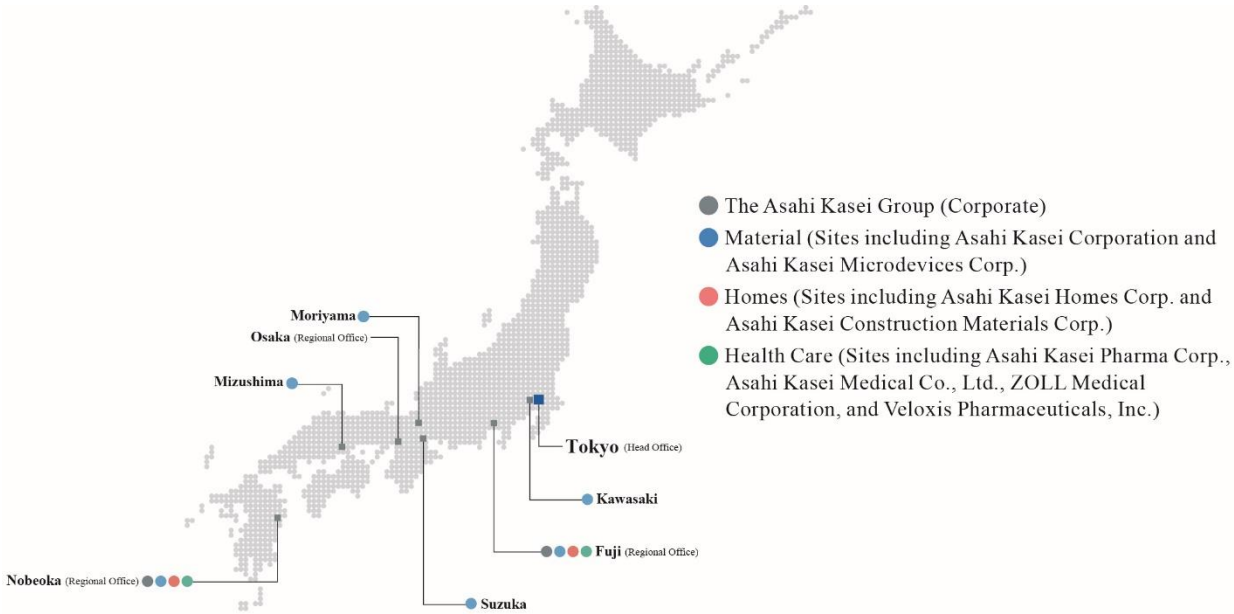 The Asahi Kasei Group (Corporate)
Material (Sites including Asahi Kasei Corporation and
Asahi Kasei Microdevices Corp.)
Homes (Sites including Asahi Kasei Homes Corp. and
Asahi Kasei Construction Materials Corp.)
Health Care (Sites including Asahi Kasei Pharma Corp.,
Asahi Kasei Medical Co., Ltd., ZOLL Medical
Corporation, and Veloxis Pharmaceuticals, Inc.)
Moriyama
Osaka (Regional Office)
Mizushima
Tokyo (Head Office)
Kawasaki
Fuji (Regional Office)
Nobeoka (Regional Office)
Suzuka